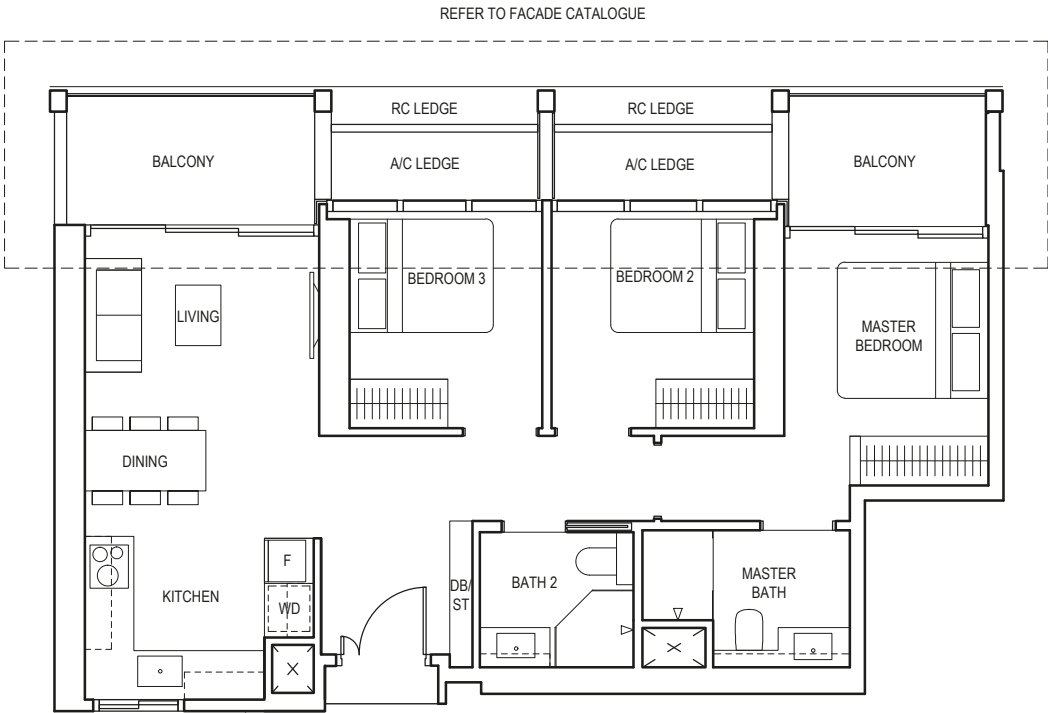 REFER TO FACADE CATALOGUE
RC LEDGE
RC LEDGE
BALCONY
A/C LEDGE
A/C LEDGE
BALCONY
BEDROOM 3
BEDROOM 2
LIVING
MASTER
BEDROOM
DINING
F
KITCHEN
WD
DB/
ST
BATH 2
MASTER
BATH